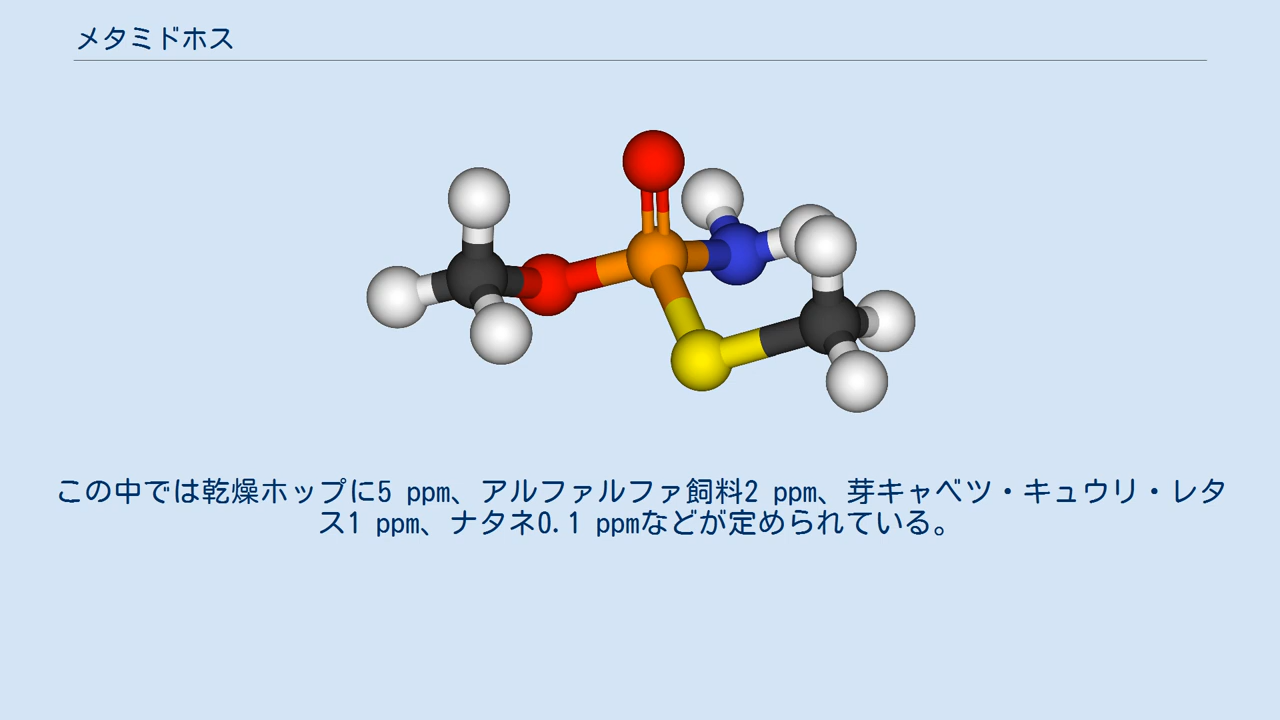 メタミドホス
この中では乾燥ホップに5 ppm、アルファルファ飼料2 ppm、芽キャベツ・キュウリ・レタ
ス1 ppm、ナタネ0.1 ppmなどが定められている。